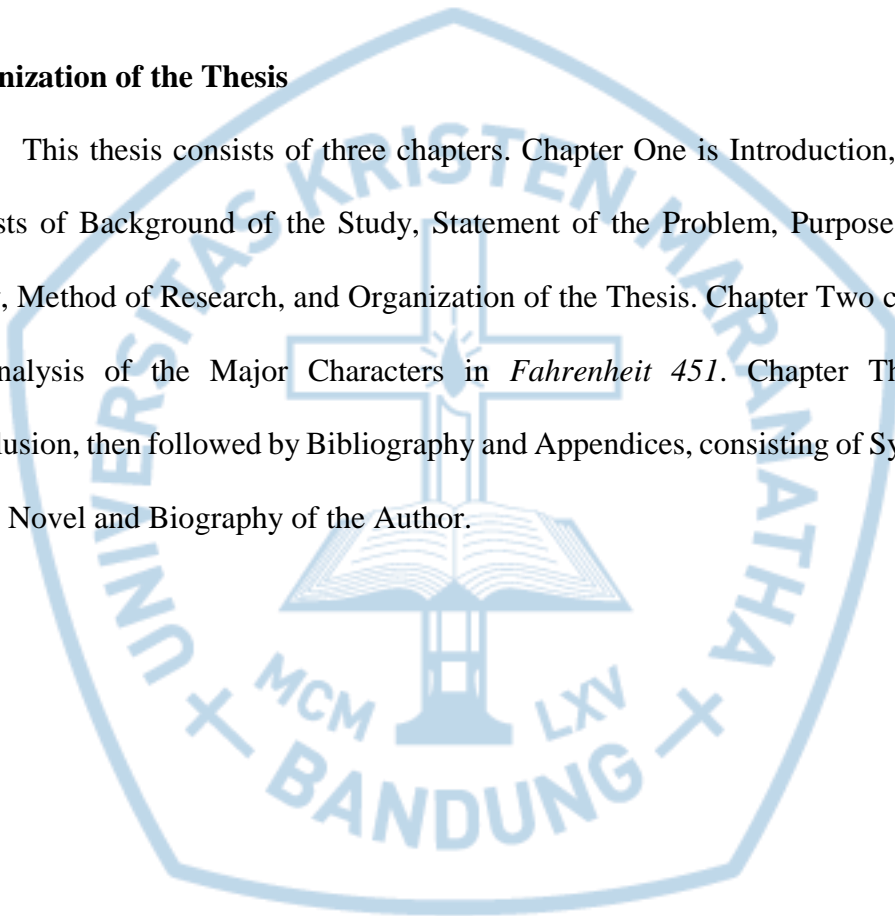 nization of the Thesis
This thesis consists of three chapters. Chapter One is Introduction,
sts of Background of the Study, Statement of the Problem, Purpose
, Method of Research, and Organization of the Thesis. Chapter Two c
nalysis of the Major Characters in Fahrenheit 451. Chapter Th
lusion, then followed by Bibliography and Appendices, consisting of Sy
Novel and Biography of the Author.
UNIVERSITAS KRISTEN MARANATHA
MCM LXV
BANDUNG